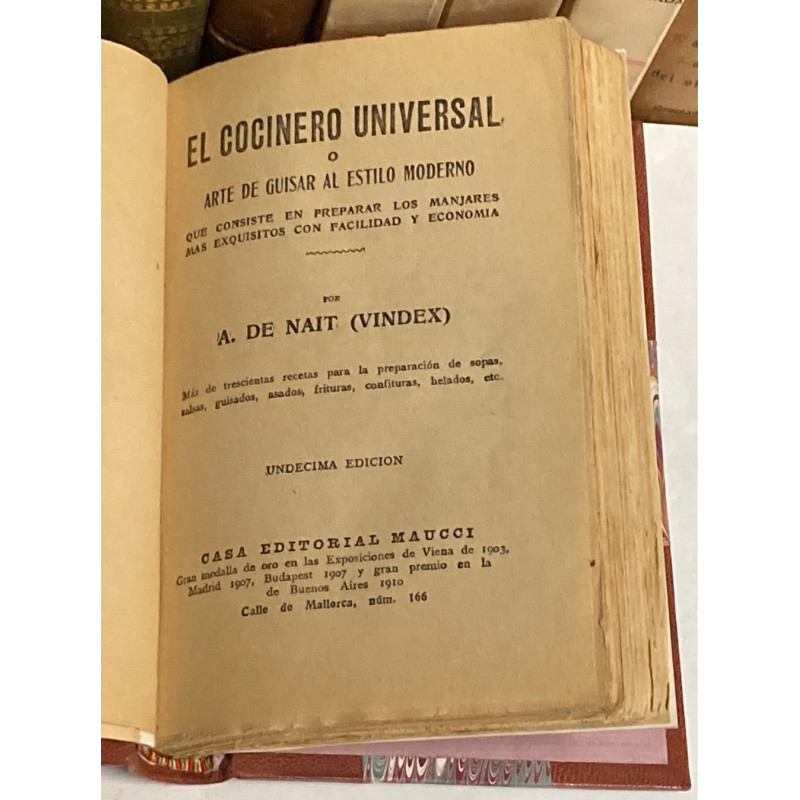 EL COCINERO UNIVERSAL
O
ARTE DE GUISAR AL ESTILO MODERNO
QUE CONSISTE EN PREPARAR LOS MANJARES
MAS EXQUISITOS CON FACILIDAD Y ECONOMIA
POR
A. DE NAIT (VINDEX)
Más de trescientas recetas para la preparación de sopas,
salsas, guisados, asados, frituras, confituras, helados, etc.
UNDECIMA EDICION
CASA EDITORIAL MAUCCI
Gran medalla de oro en las Exposiciones de Viena de 1903,
Madrid 1907, Budapest 1907 y gran premio en la
de Buenos Aires 1910
Calle de Mallorca, núm. 166